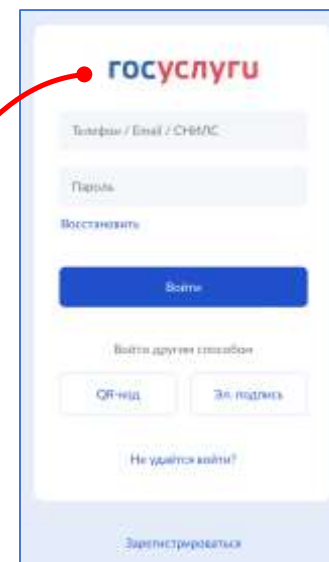 госуслуги
Телефон / Email / СНИЛС
Пароль
Восстановить
Войти
Войти другим способом
QR-код
Эл. подпись
Не удаётся войти?
Зарегистрироваться